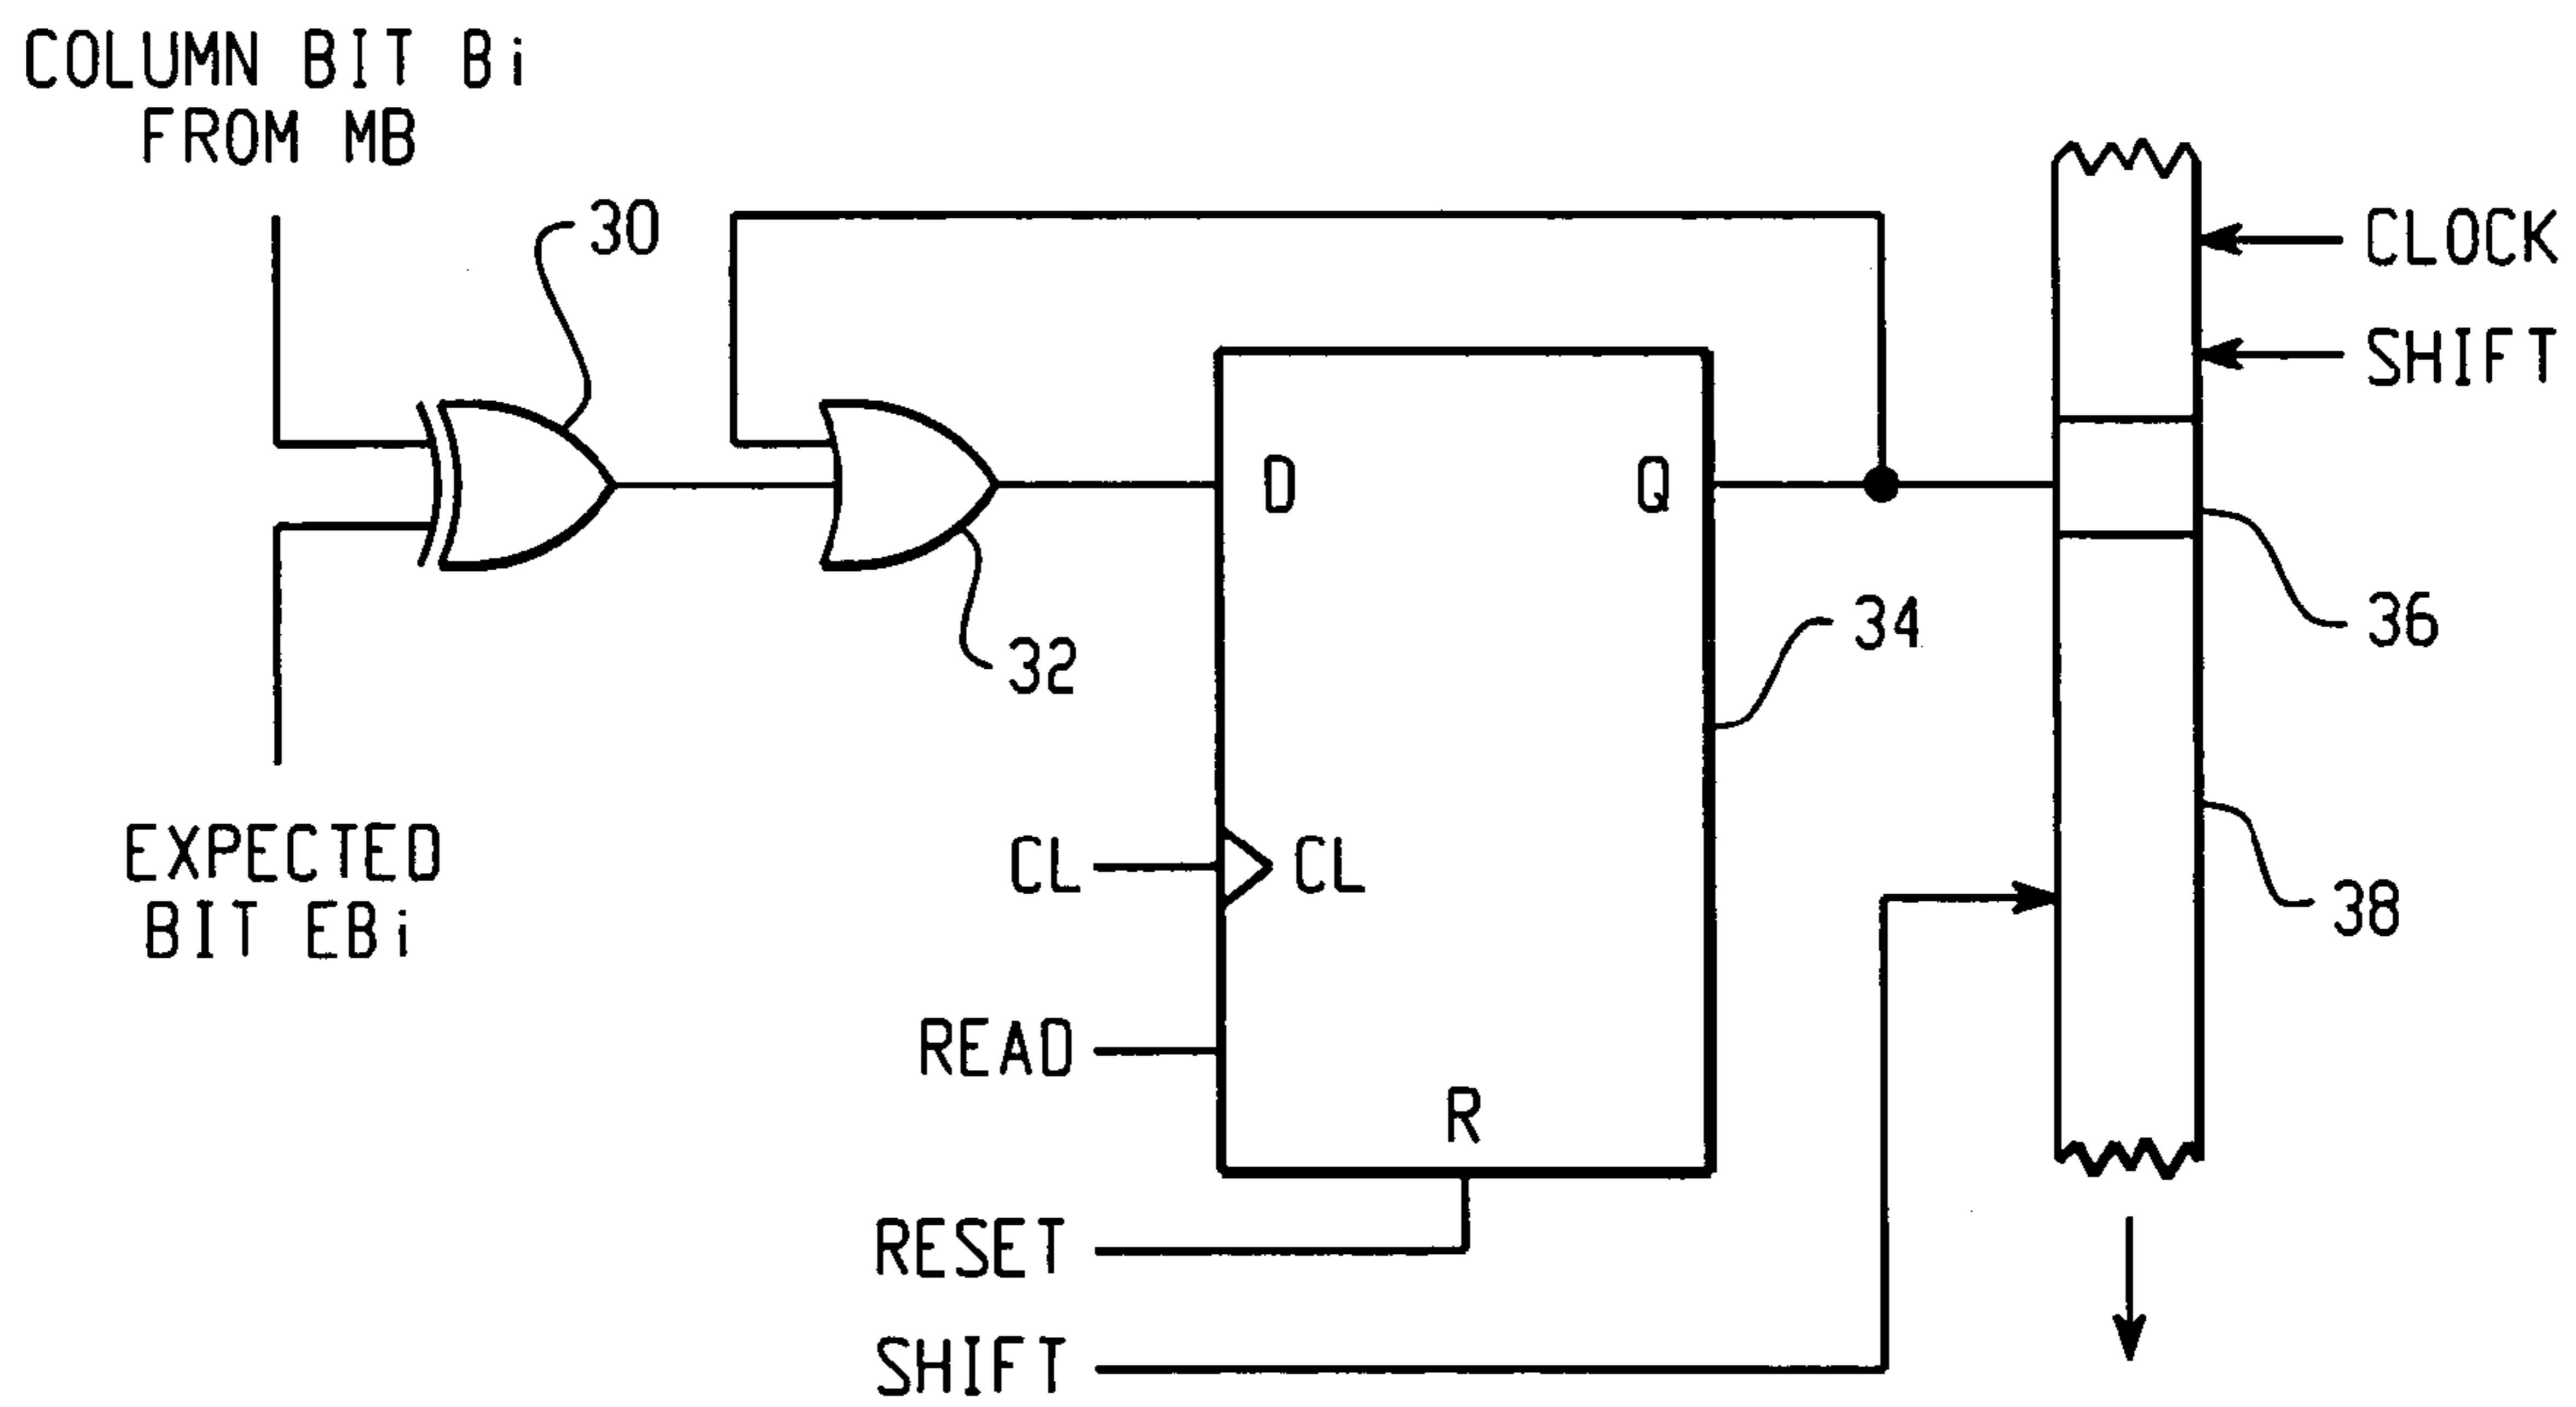 COLUMN BIT Bi
FROM MB
30
CLOCK
SHIFT
D
Q
32
34
36
EXPECTED
BIT EBi
CL
CL
38
READ
R
RESET
SHIFT